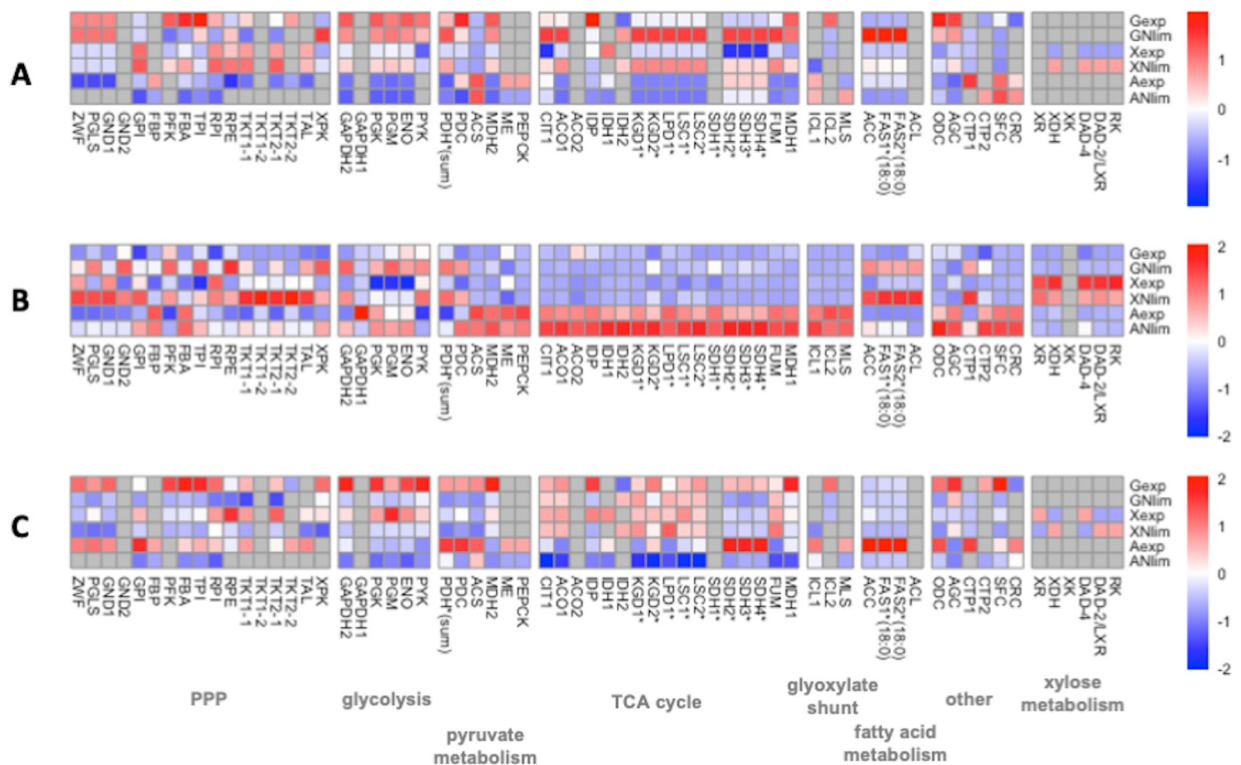 A
Gexp
GNlim
Xexp
XNlim
Aexp
ANlim
1
0
-1
ZWF PGLS GND1 GND2 GPI FBP PFK FBA TPI RPI RPE TKT1-1 TKT1-2 TKT2-1 TKT2-2 TAL XPK
GAPDH2 GAPDH1 PGK PGM ENO PYK
PDH*(sum) PDC ACS MDH2 ME PEPCK
CIT1 ACO1 ACO2 IDP IDH1 IDH2 KGD1* KGD2* LPD1* LSC1* LSC2* SDH1* SDH2* SDH3* SDH4* FUM MDH1
ICL1 ICL2 MLS
ACC FAS1*(18:0) FAS2*(18:0) ACL
ODC AGC CTP1 CTP2 SFC CRC
XR XDH XK DAD-4 DAD-2/LXR RK
B
Gexp
GNlim
Xexp
XNlim
Aexp
ANlim
2
1
0
-1
-2
ZWF PGLS GND1 GND2 GPI FBP PFK FBA TPI RPI RPE TKT1-1 TKT1-2 TKT2-1 TKT2-2 TAL XPK
GAPDH2 GAPDH1 PGK PGM ENO PYK
PDH*(sum) PDC ACS MDH2 ME PEPCK
CIT1 ACO1 ACO2 IDP IDH1 IDH2 KGD1* KGD2* LPD1* LSC1* LSC2* SDH1* SDH2* SDH3* SDH4* FUM MDH1
ICL1 ICL2 MLS
ACC FAS1*(18:0) FAS2*(18:0) ACL
ODC AGC CTP1 CTP2 SFC CRC
XR XDH XK DAD-4 DAD-2/LXR RK
C
Gexp
GNlim
Xexp
XNlim
Aexp
ANlim
2
1
0
-1
-2
ZWF PGLS GND1 GND2 GPI FBP PFK FBA TPI RPI RPE TKT1-1 TKT1-2 TKT2-1 TKT2-2 TAL XPK
GAPDH2 GAPDH1 PGK PGM ENO PYK
PDH*(sum) PDC ACS MDH2 ME PEPCK
CIT1 ACO1 ACO2 IDP IDH1 IDH2 KGD1* KGD2* LPD1* LSC1* LSC2* SDH1* SDH2* SDH3* SDH4* FUM MDH1
ICL1 ICL2 MLS
ACC FAS1*(18:0) FAS2*(18:0) ACL
ODC AGC CTP1 CTP2 SFC CRC
XR XDH XK DAD-4 DAD-2/LXR RK
PPP
glycolysis
pyruvate
metabolism
TCA cycle
glyoxylate
shunt
fatty acid
metabolism
other
xylose
metabolism